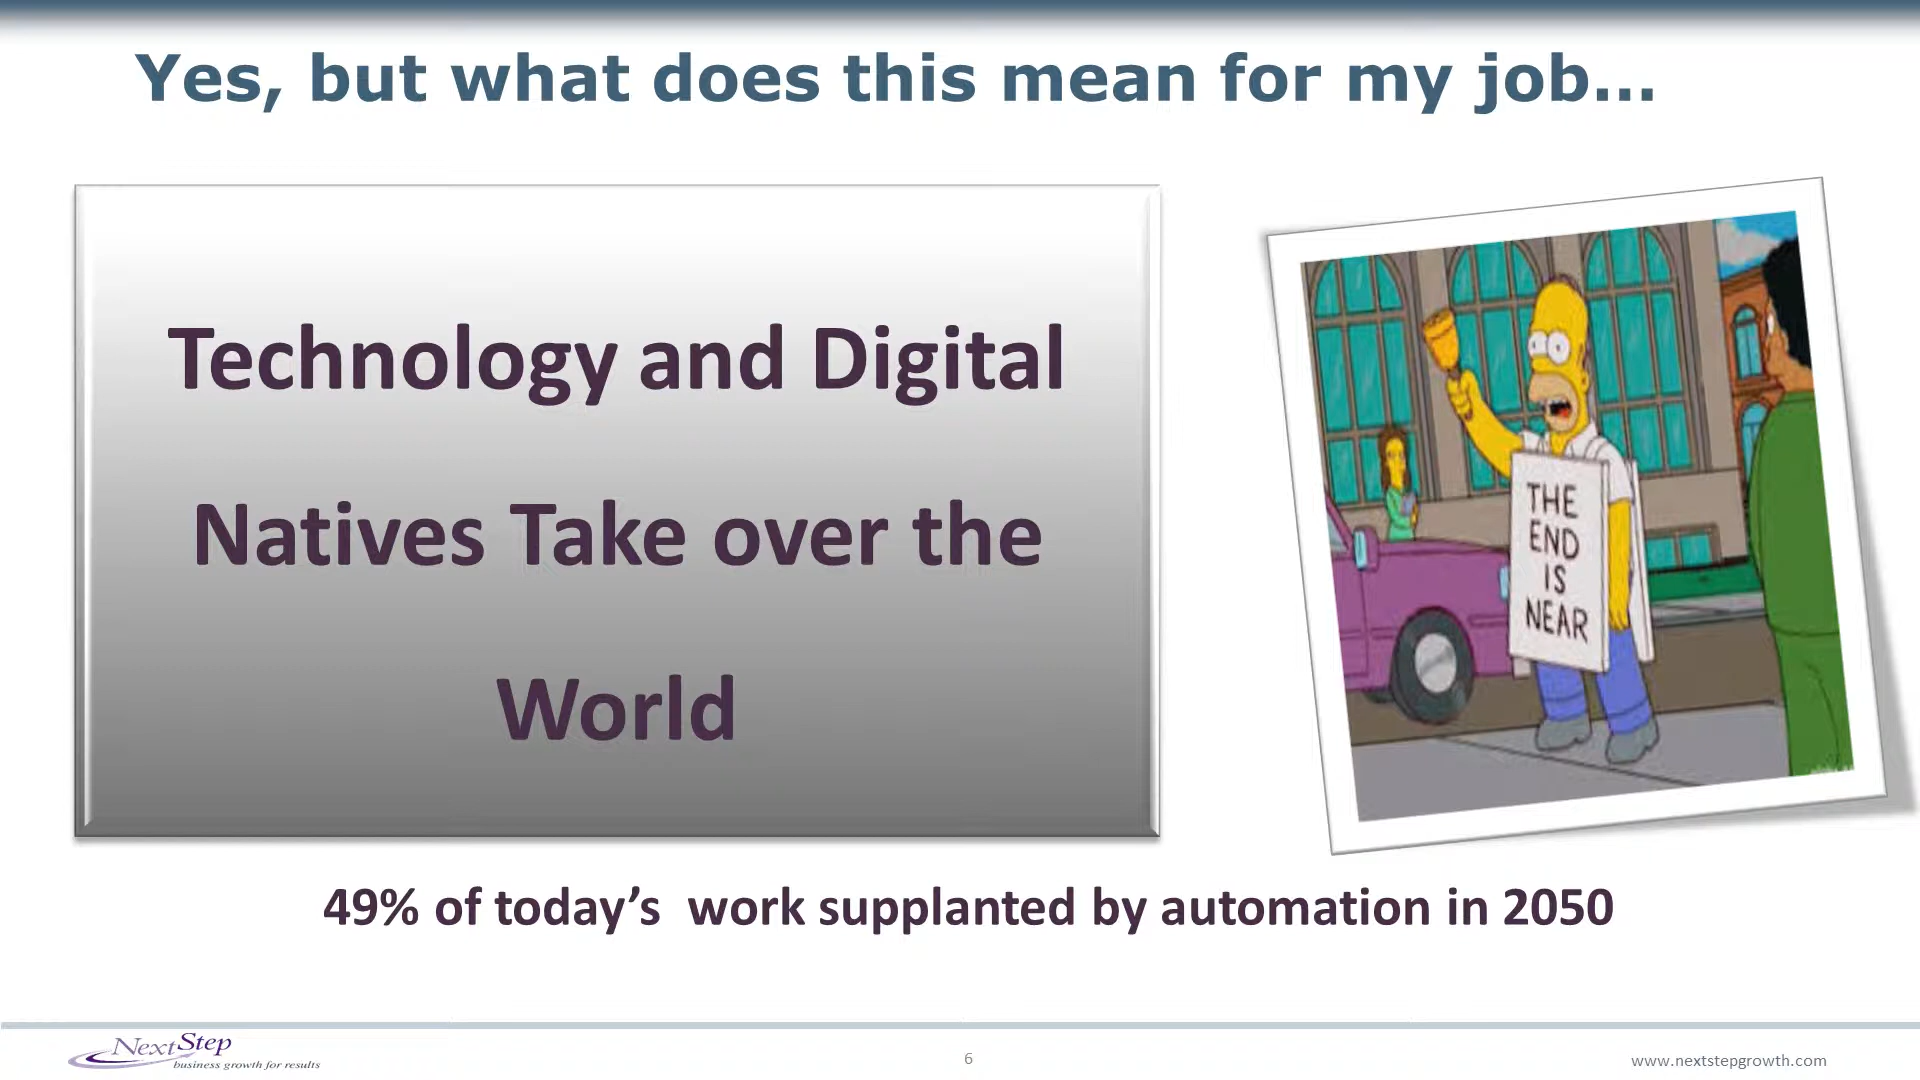 Yes, but what does this mean for my job…
Technology and Digital
Natives Take over the
World
THE
END
IS
NEAR
49% of today’s  work supplanted by automation in 2050
NextStep
business growth for results
6
www.nextstepgrowth.com